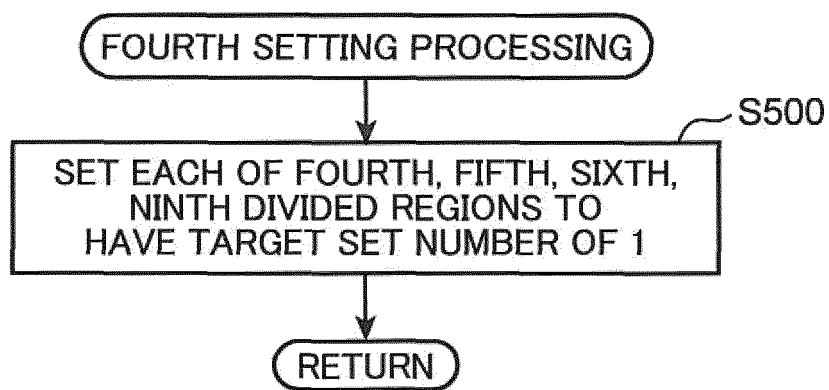 FOURTH SETTING PROCESSING
S500
SET EACH OF FOURTH, FIFTH, SIXTH,
NINTH DIVIDED REGIONS TO
HAVE TARGET SET NUMBER OF 1
RETURN